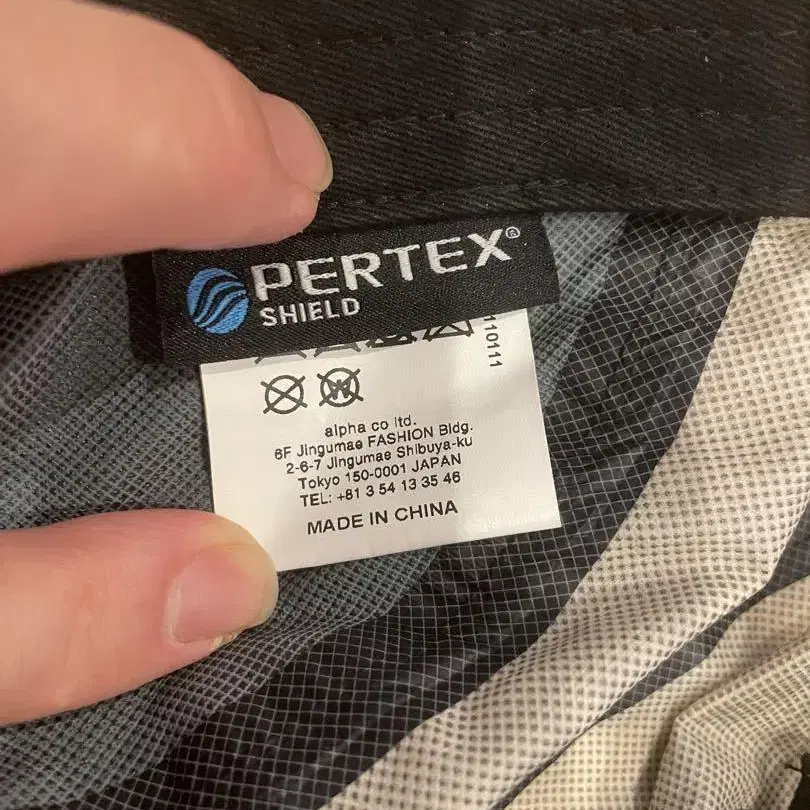 PERTEX®
SHIELD
110111
W
alpha co ltd.
6F Jingumae FASHION Bldg.
2-6-7 Jingumae Shibuya-ku
Tokyo 150-0001 JAPAN
TEL: +81 3 54 13 35 46
MADE IN CHINA